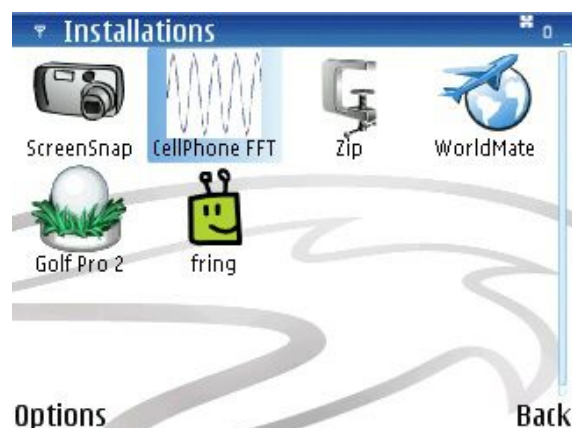 Installations
ScreenSnap
CellPhone FFT
Zip
WorldMate
Golf Pro 2
fring
Options
Back